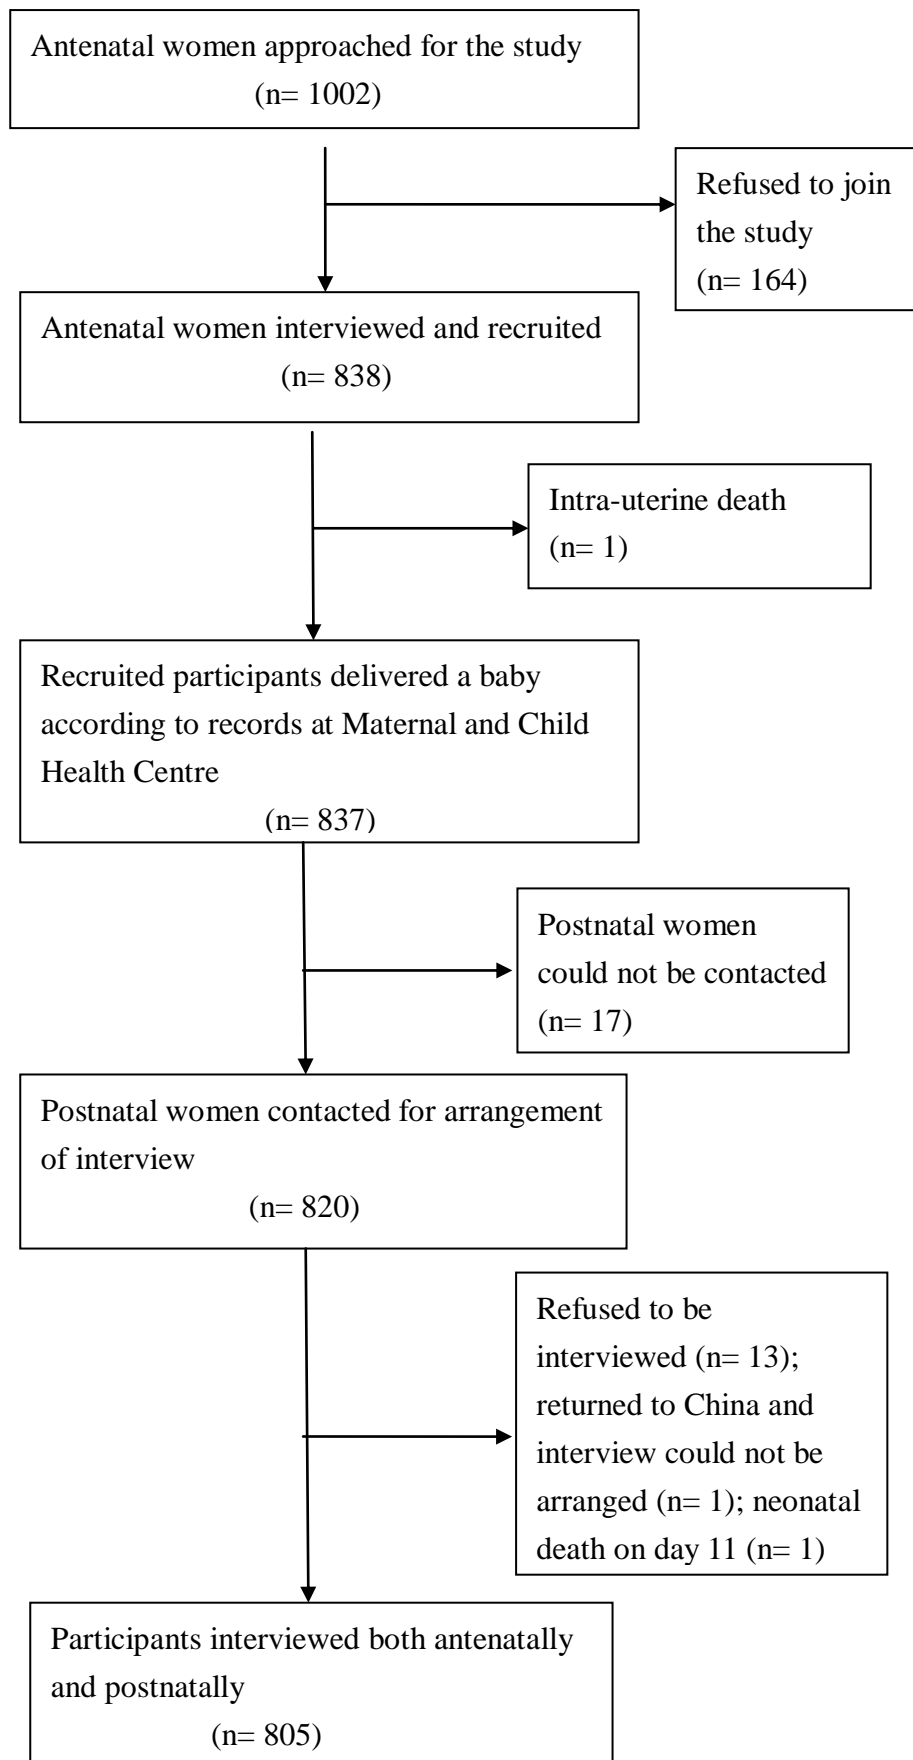 Antenatal women approached for the study
(n= 1002)
Refused to join
the study
(n= 164)
Antenatal women interviewed and recruited
(n= 838)
Intra-uterine death
(n= 1)
Recruited participants delivered a baby
according to records at Maternal and Child
Health Centre
(n= 837)
Postnatal women
could not be contacted
(n= 17)
Postnatal women contacted for arrangement
of interview
(n= 820)
Refused to be
interviewed (n= 13);
returned to China and
interview could not be
arranged (n= 1); neonatal
death on day 11 (n= 1)
Participants interviewed both antenatally
and postnatally
(n= 805)